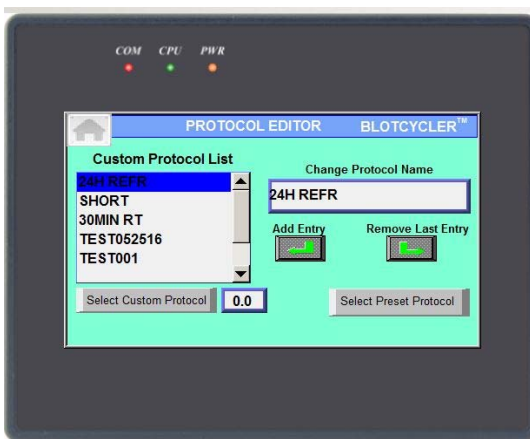 COM CPU PWR
PROTOCOL EDITOR BLOTCYCLER™
Custom Protocol List
24H REFR
SHORT
30MIN RT
TEST052516
TEST001
Change Protocol Name
24H REFR
Add Entry Remove Last Entry
Select Custom Protocol 0.0 Select Preset Protocol